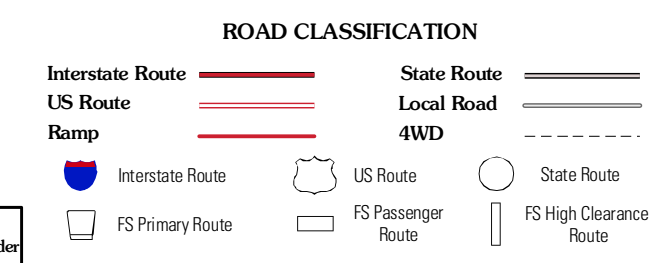 ROAD CLASSIFICATION
Interstate Route
State Route
US Route
Local Road
Ramp
4WD
Interstate Route
US Route
State Route
FS Primary Route
FS Passenger
Route
FS High Clearance
Route